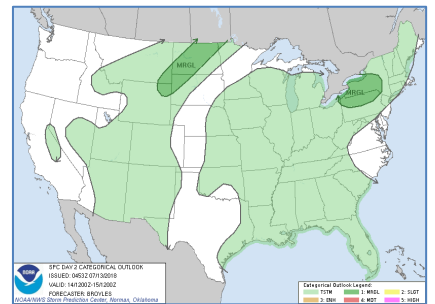 MRGL
MRGL
SPC DAY 2 CATEGORICAL OUTLOOK
ISSUED: 0453Z 07/13/2018
VALID: 14/1200Z-15/1200Z
FORECASTER: BROYLES
NOAA/NWS Storm Prediction Center, Norman, Oklahoma
Categorical Outlook Legend:
TSTM 1: MRGL 2: SLGT
3: ENH 4: MDT 5: HIGH